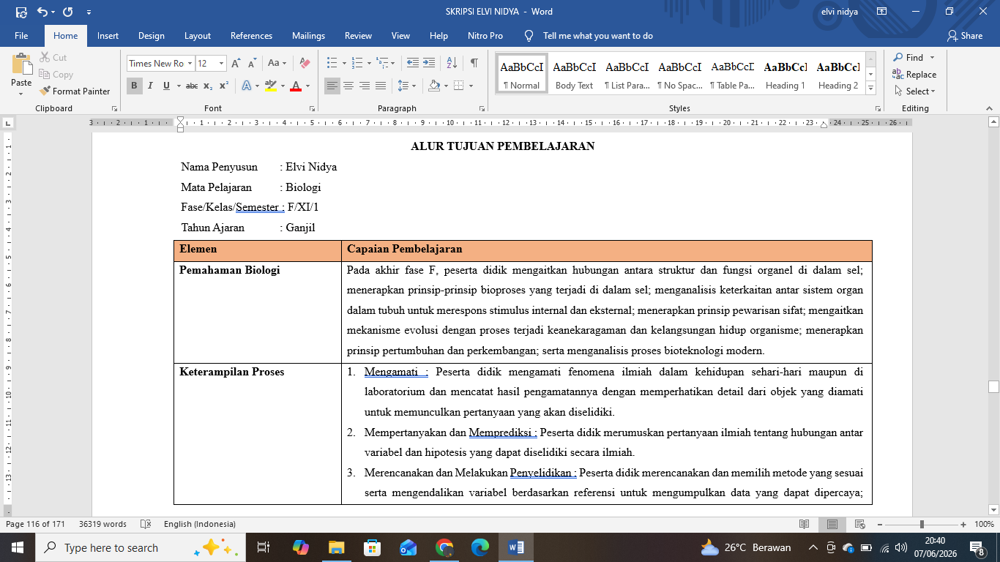 SKRIPSI ELVI NIDYA - Word
elvi nidya
File Home Insert Design Layout References Mailings Review View Help Nitro Pro Tell me what you want to do Share
Paste
Cut
Copy
Format Painter
Clipboard
Times New Ro 12
Font
Paragraph
AaBbCcI AaBbCcI AaBbCcI AaBbCcI AaBbCcI AaBbCcI AaBbCcI
¶ Normal Body Text ¶ List Para... ¶ No Spac... ¶ Table Pa... Heading 1 Heading 2
Styles
Find
Replace
Select
Editing
ALUR TUJUAN PEMBELAJARAN
Nama Penyusun : Elvi Nidya
Mata Pelajaran : Biologi
Fase/Kelas/Semester : F/XI/1
Tahun Ajaran : Ganjil
Elemen Capaian Pembelajaran
Pemahaman Biologi
Pada akhir fase F, peserta didik mengaitkan hubungan antara struktur dan fungsi organel di dalam sel;
menerapkan prinsip-prinsip bioproses yang terjadi di dalam sel; menganalisis keterkaitan antar sistem organ
dalam tubuh untuk merespons stimulus internal dan eksternal; menerapkan prinsip pewarisan sifat; mengaitkan
mekanisme evolusi dengan proses terjadi keanekaragaman dan kelangsungan hidup organisme; menerapkan
prinsip pertumbuhan dan perkembangan; serta menganalisis proses bioteknologi modern.
Keterampilan Proses
1. Mengamati : Peserta didik mengamati fenomena ilmiah dalam kehidupan sehari-hari maupun di
laboratorium dan mencatat hasil pengamatannya dengan memperhatikan detail dari objek yang diamati
untuk memunculkan pertanyaan yang akan diselidiki.
2. Mempertanyakan dan Memprediksi : Peserta didik merumuskan pertanyaan ilmiah tentang hubungan antar
variabel dan hipotesis yang dapat diselidiki secara ilmiah.
3. Merencanakan dan Melakukan Penyelidikan : Peserta didik merencanakan dan memilih metode yang sesuai
serta mengendalikan variabel berdasarkan referensi untuk mengumpulkan data yang dapat dipercaya;
Page 116 of 171 36319 words English (Indonesia) 100%
Type here to search
26°C Berawan
20:40
07/06/2026
8